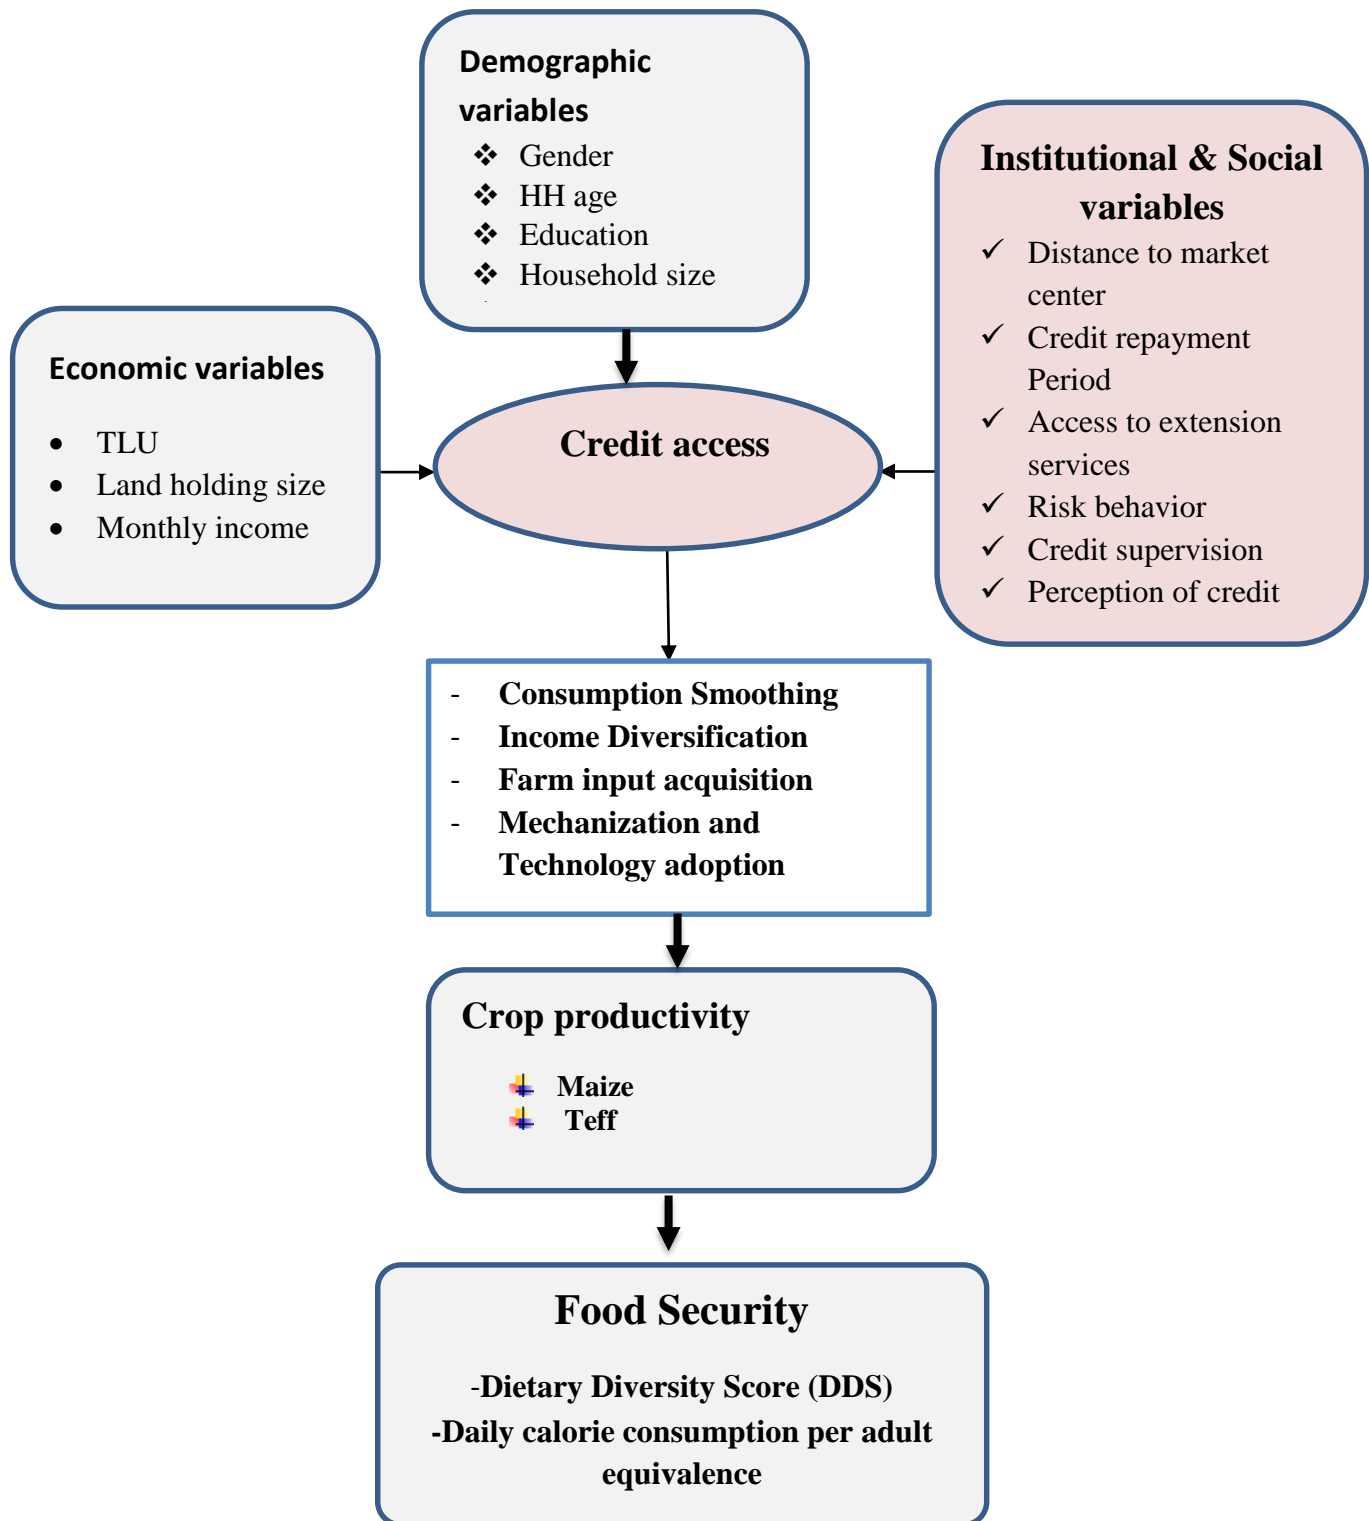 Demographic
variables
❖ Gender
❖ HH age
❖ Education
❖ Household size
Institutional & Social
variables
✓ Distance to market
center
✓ Credit repayment
Period
✓ Access to extension
services
✓ Risk behavior
✓ Credit supervision
✓ Perception of credit
Economic variables
• TLU
• Land holding size
• Monthly income
Credit access
- Consumption Smoothing
- Income Diversification
- Farm input acquisition
- Mechanization and
Technology adoption
Crop productivity
Maize
Teff
Food Security
-Dietary Diversity Score (DDS)
-Daily calorie consumption per adult
equivalence